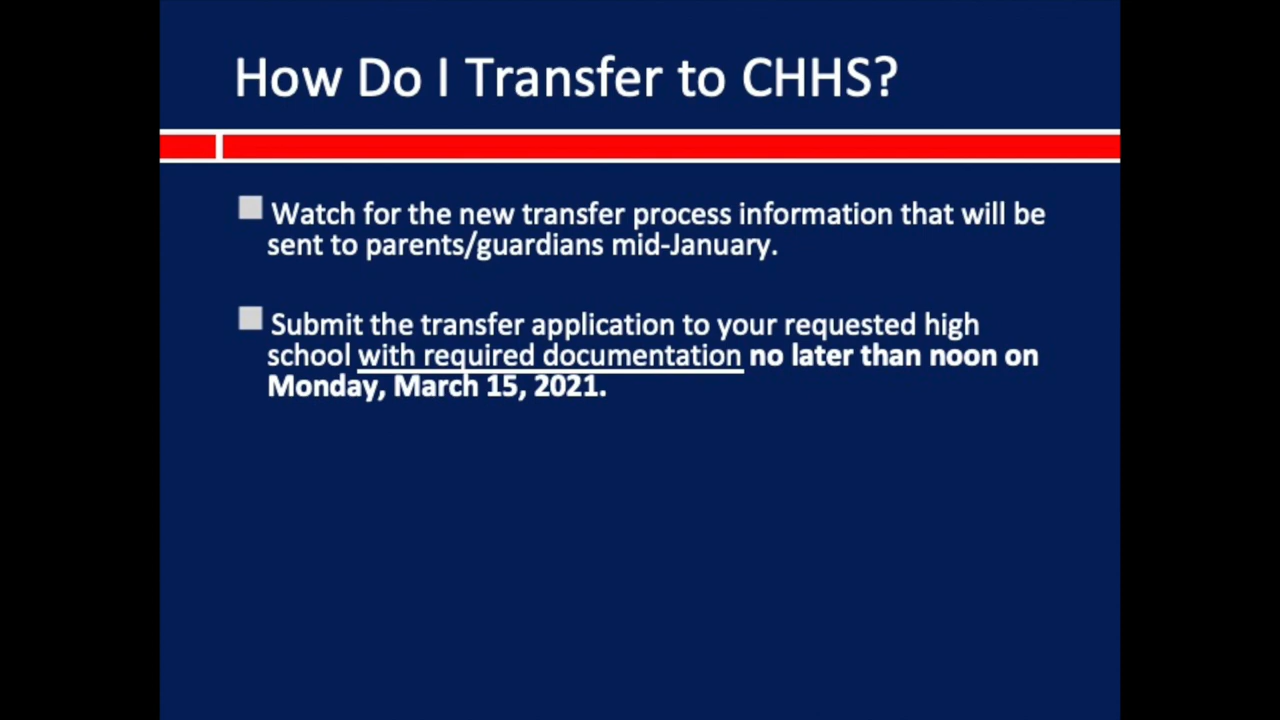 How Do I Transfer to CHHS?
Watch for the new transfer process information that will be
sent to parents/guardians mid-January.
Submit the transfer application to your requested high
school with required documentation no later than noon on
Monday, March 15, 2021.